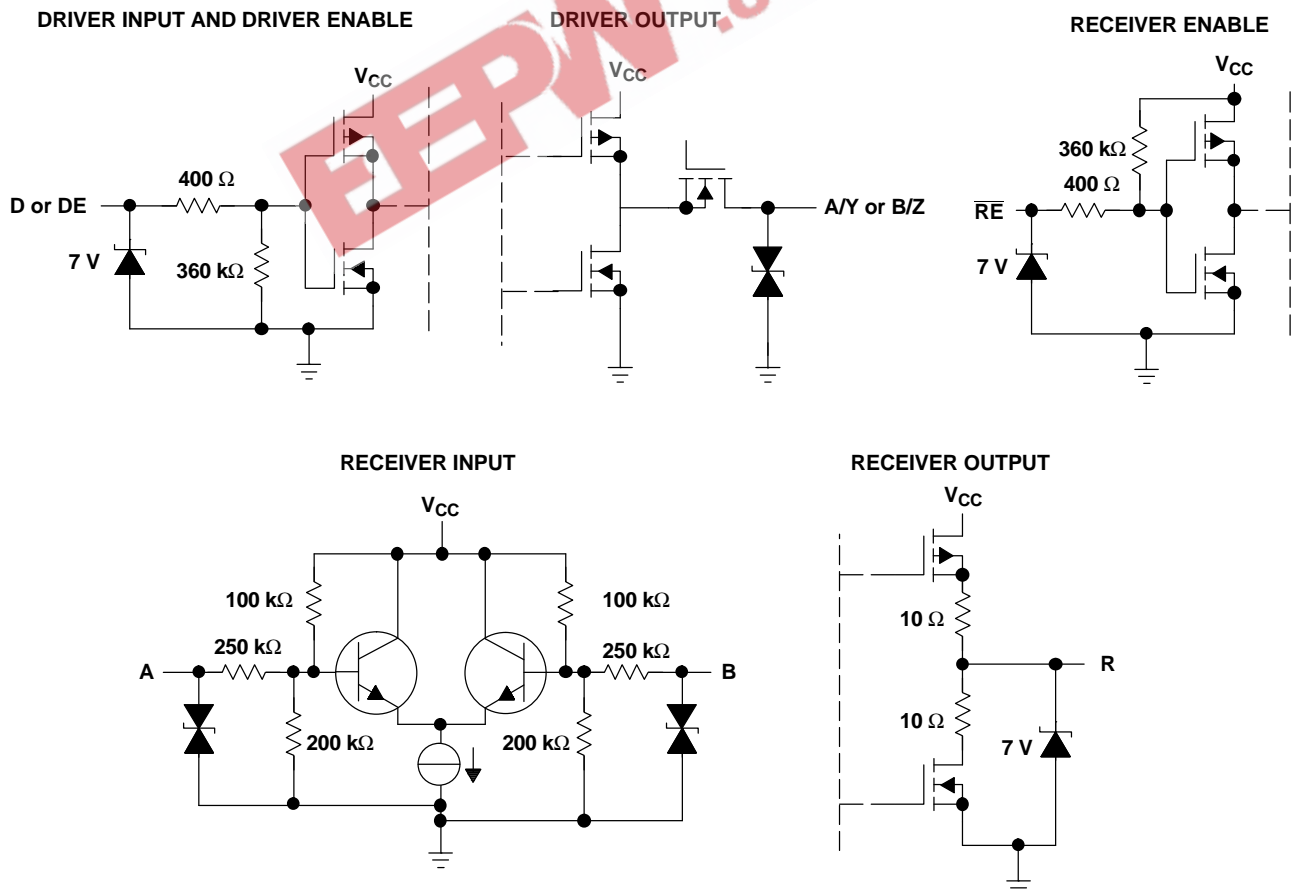 DRIVER INPUT AND DRIVER ENABLE
DRIVER OUTPUT
RECEIVER ENABLE
EEPW
VCC
400 Ω
D or DE
7 V
360 kΩ
VCC
A/Y or B/Z
VCC
360 kΩ
400 Ω
RE
7 V
RECEIVER INPUT
VCC
100 kΩ
100 kΩ
250 kΩ
250 kΩ
A
B
200 kΩ
200 kΩ
RECEIVER OUTPUT
VCC
10 Ω
R
10 Ω
7 V